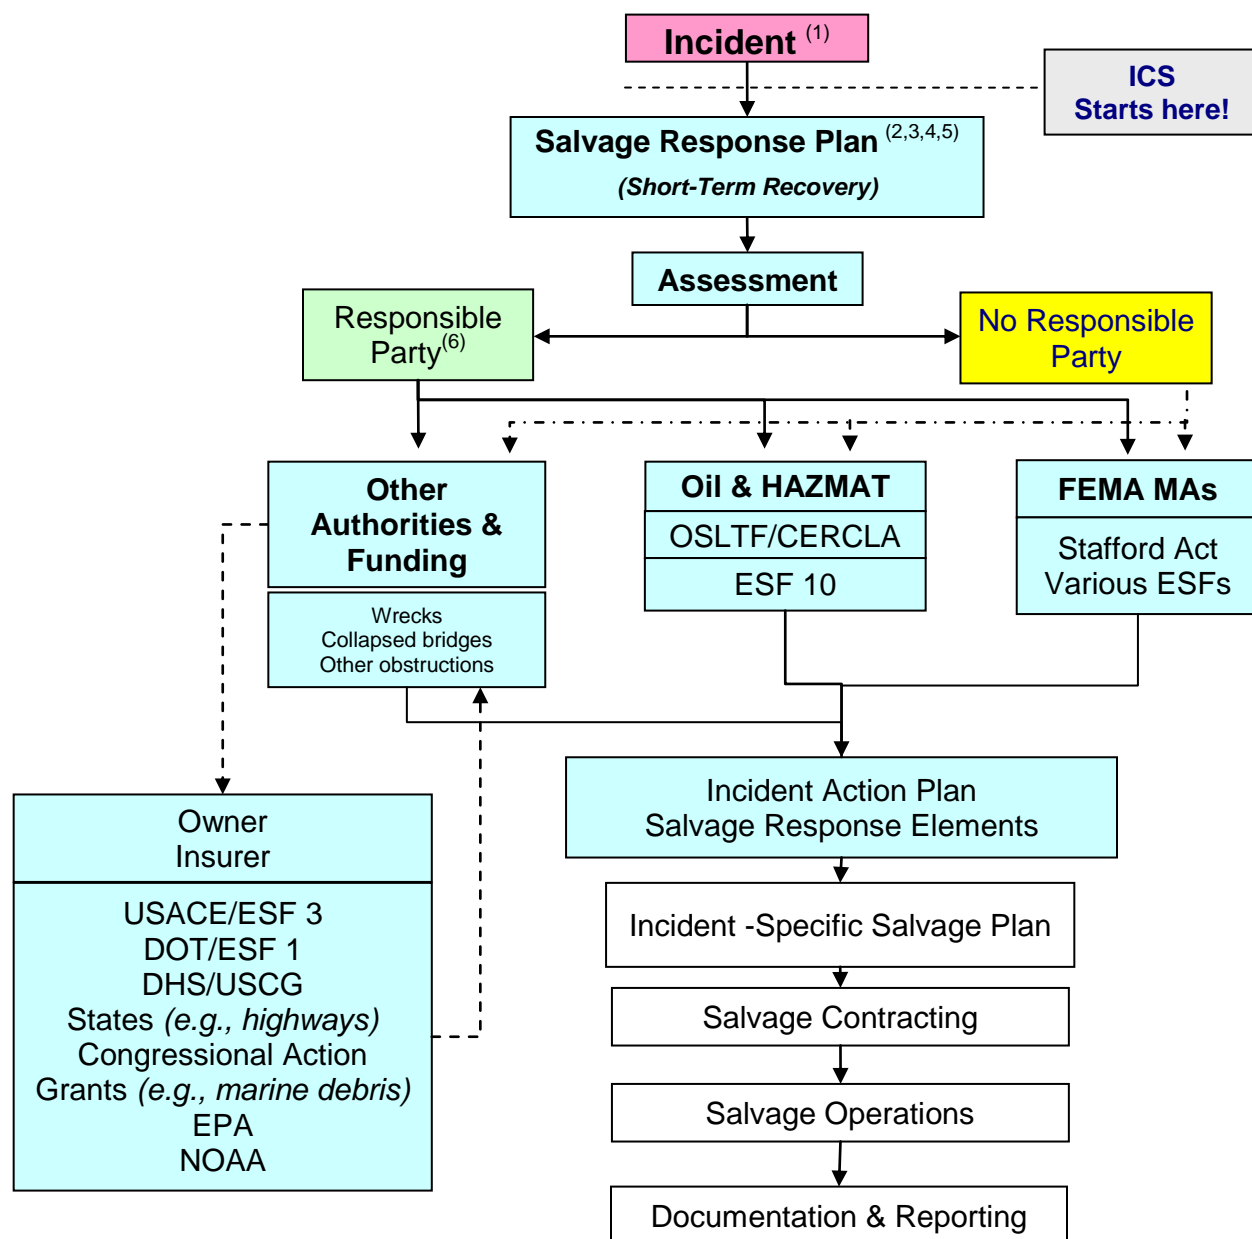 Incident (1)
ICS
Starts here!
Salvage Response Plan (2,3,4,5)
(Short-Term Recovery)
Assessment
Responsible
Party(6)
No Responsible
Party
Other
Authorities &
Funding
Wrecks
Collapsed bridges
Other obstructions
Oil & HAZMAT
OSLTF/CERCLA
ESF 10
FEMA MAs
Stafford Act
Various ESFs
Owner
Insurer
USACE/ESF 3
DOT/ESF 1
DHS/USCG
States (e.g., highways)
Congressional Action
Grants (e.g., marine debris)
EPA
NOAA
Incident Action Plan
Salvage Response Elements
Incident -Specific Salvage Plan
Salvage Contracting
Salvage Operations
Documentation & Reporting